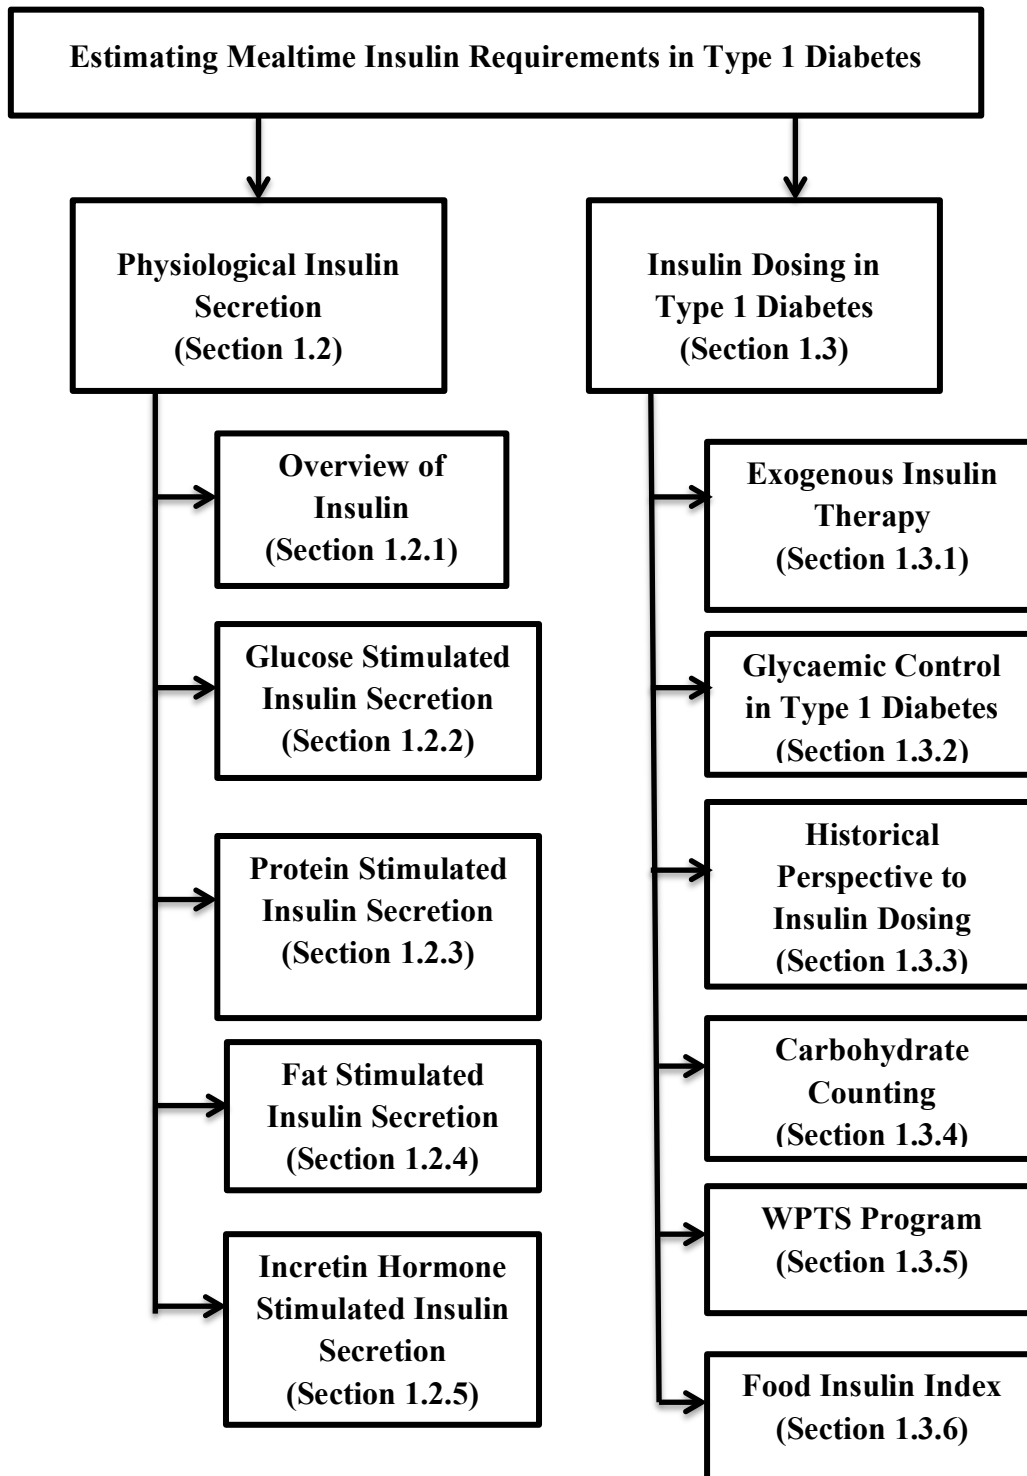 Estimating Mealtime Insulin Requirements in Type 1 Diabetes
Physiological Insulin
Secretion
(Section 1.2)
Overview of
Insulin
(Section 1.2.1)
Glucose Stimulated
Insulin Secretion
(Section 1.2.2)
Protein Stimulated
Insulin Secretion
(Section 1.2.3)
Fat Stimulated
Insulin Secretion
(Section 1.2.4)
Incretin Hormone
Stimulated Insulin
Secretion
(Section 1.2.5)
Insulin Dosing in
Type 1 Diabetes
(Section 1.3)
Exogenous Insulin
Therapy
(Section 1.3.1)
Glycaemic Control
in Type 1 Diabetes
(Section 1.3.2)
Historical
Perspective to
Insulin Dosing
(Section 1.3.3)
Carbohydrate
Counting
(Section 1.3.4)
WPTS Program
(Section 1.3.5)
Food Insulin Index
(Section 1.3.6)